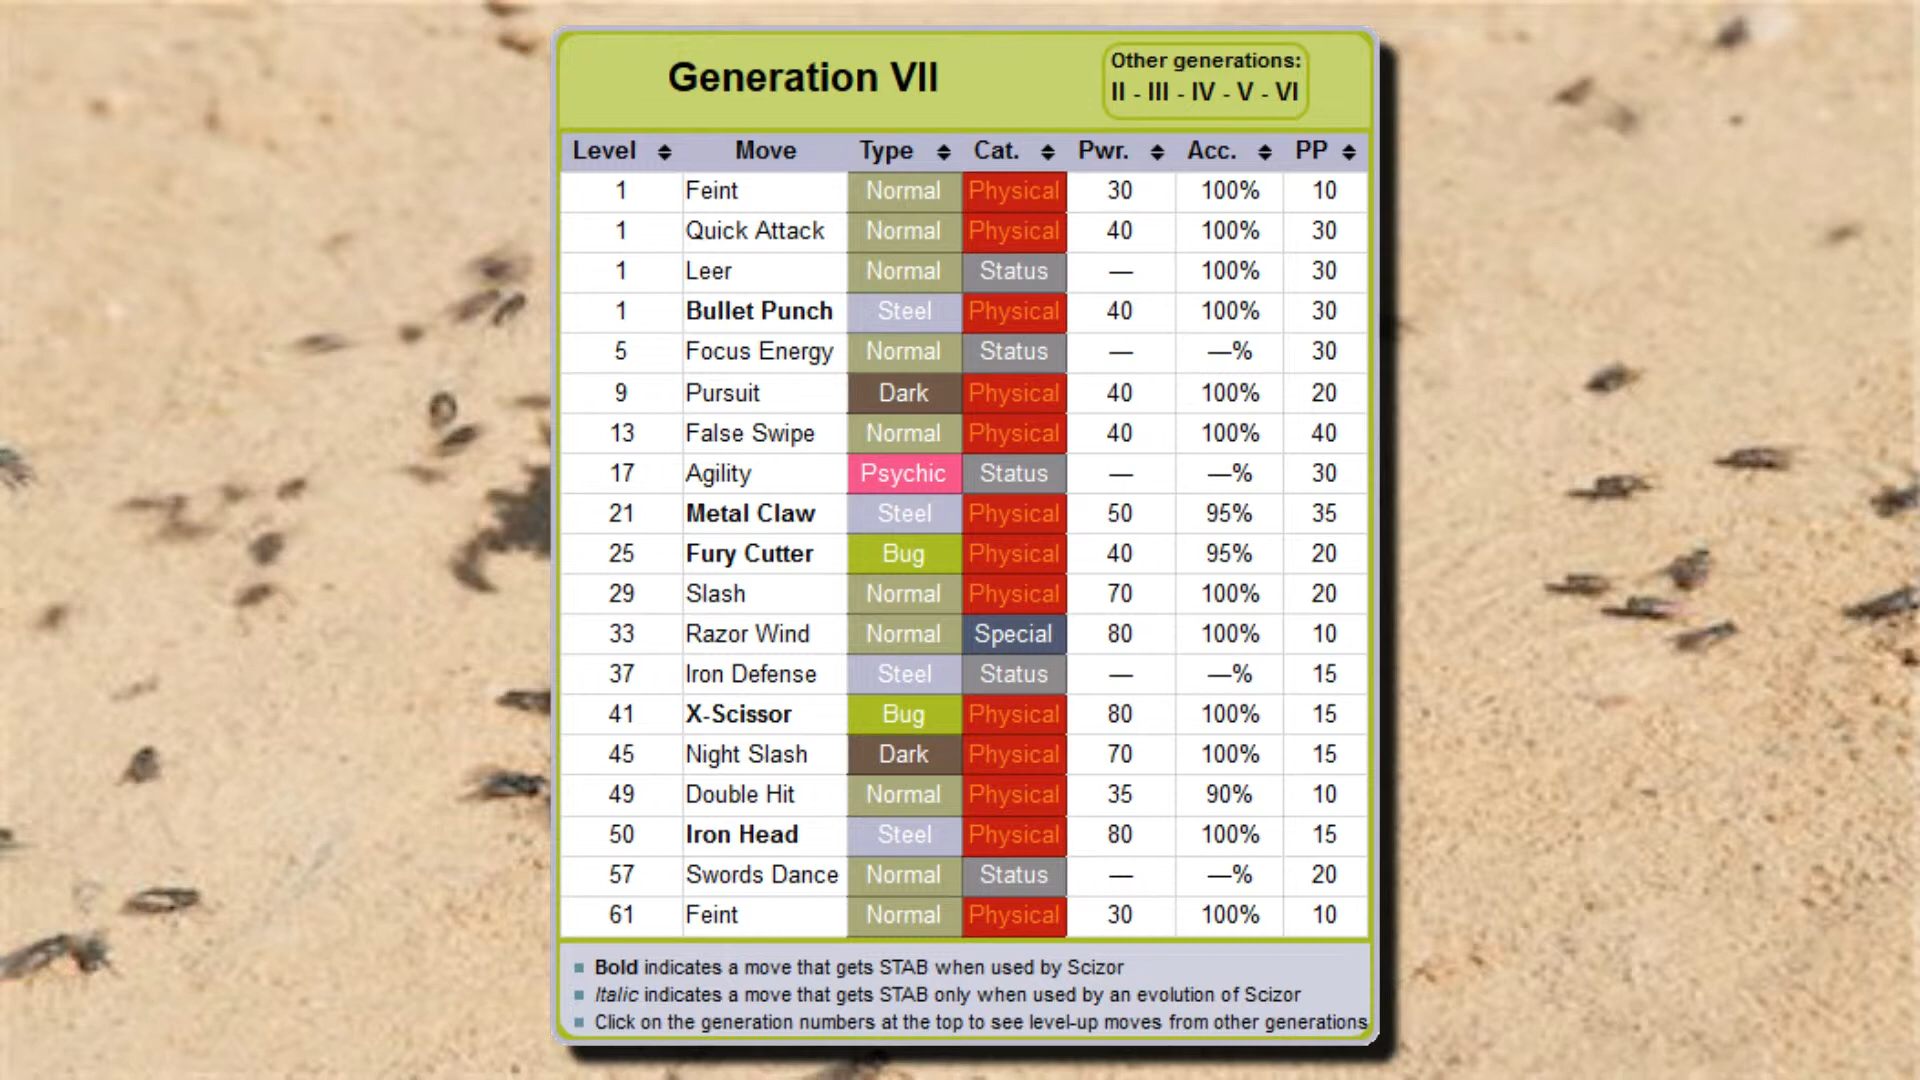 Generation VII
Other generations:
II - III - IV - V - VI
Level Move Type Cat. Pwr. Acc. PP
1 Feint Normal Physical 30 100% 10
1 Quick Attack Normal Physical 40 100% 30
1 Leer Normal Status — 100% 30
1 Bullet Punch Steel Physical 40 100% 30
5 Focus Energy Normal Status — —% 30
9 Pursuit Dark Physical 40 100% 20
13 False Swipe Normal Physical 40 100% 40
17 Agility Psychic Status — —% 30
21 Metal Claw Steel Physical 50 95% 35
25 Fury Cutter Bug Physical 40 95% 20
29 Slash Normal Physical 70 100% 20
33 Razor Wind Normal Special 80 100% 10
37 Iron Defense Steel Status — —% 15
41 X-Scissor Bug Physical 80 100% 15
45 Night Slash Dark Physical 70 100% 15
49 Double Hit Normal Physical 35 90% 10
50 Iron Head Steel Physical 80 100% 15
57 Swords Dance Normal Status — —% 20
61 Feint Normal Physical 30 100% 10
Bold indicates a move that gets STAB when used by Scizor
Italic indicates a move that gets STAB only when used by an evolution of Scizor
Click on the generation numbers at the top to see level-up moves from other generations